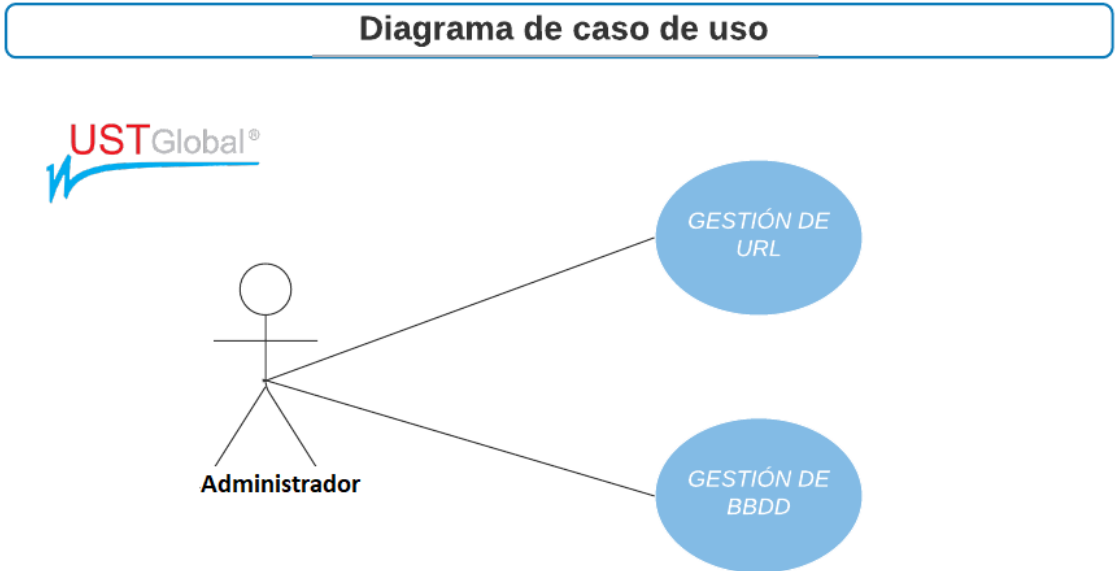 Diagrama de caso de uso
USTGlobal®
GESTIÓN DE
URL
Administrador
GESTIÓN DE
BBDD